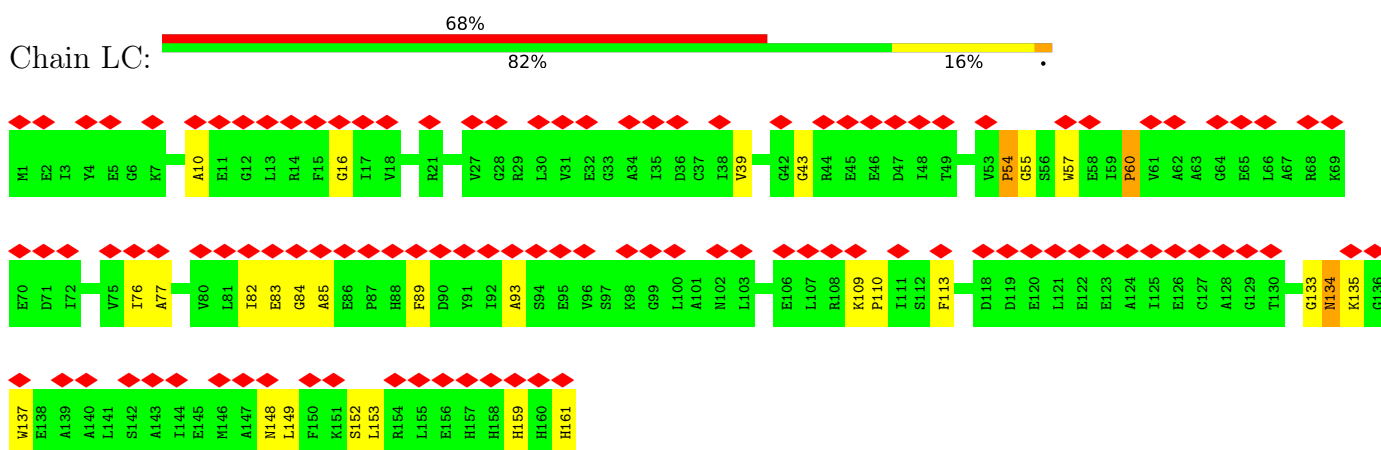 68%
Chain LC:
82% 16% •
M1 E2 I3 Y4 E5 G6 K7 A10 E11 G12 L13 R14 F15 G16 I17 V18 R21 V27 G28 R29 L30 V31 E32 G33 A34 I35 D36 C37 I38 V39 G42 G43 R44 E45 E46 D47 I48 T49 V53 P54 G55 S56 W57 E58 I59 P60 V61 A62 A63 G64 E65 L66 A67 R68 K69
E70 D71 I72 V75 I76 A77 V80 L81 I82 E83 G84 A85 E86 P87 H88 F89 D90 Y91 I92 A93 S94 E95 V96 S97 K98 G99 L100 A101 N102 L103 E106 L107 R108 K109 P110 I111 S112 F113 D118 D119 E120 L121 E122 E123 A124 I125 E126 C127 A128 G129 T130 G133 N134 K135 G136
W137 E138 A139 A140 L141 S142 A143 I144 E145 M146 A147 N148 L149 F150 K151 S152 L153 R154 L155 E156 H157 H158 H159 H160 H161